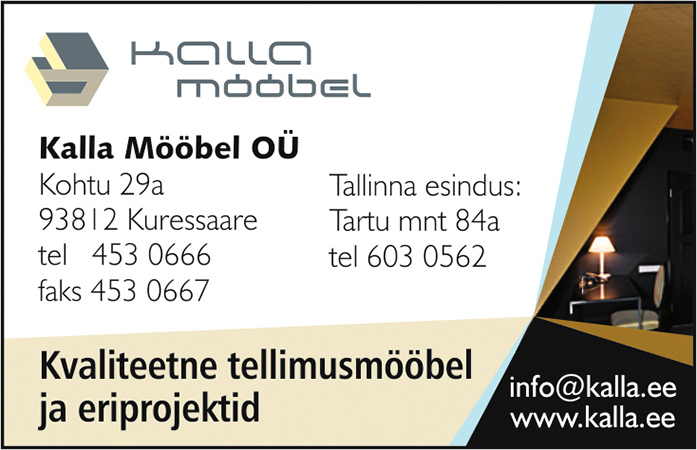 Kalla
mööbel
Kalla Mööbel OÜ
Kohtu 29a
93812 Kuressaare
tel 453 0666
faks 453 0667
Tallinna esindus:
Tartu mnt 84a
tel 603 0562
Kvaliteetne tellimusmööbel
ja eriprojektid
info@kalla.ee
www.kalla.ee